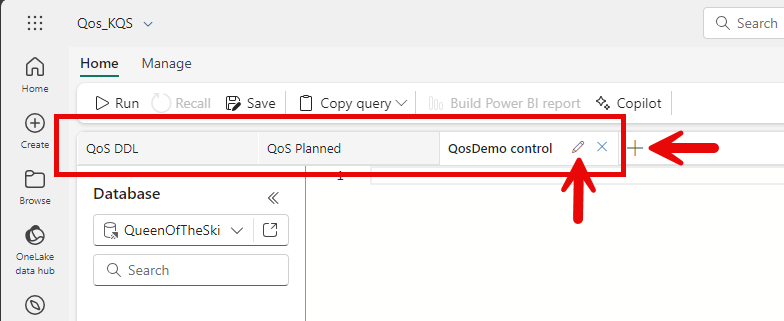 Qos_KQS
Search
Home
Manage
Run
Recall
Save
Copy query
Build Power BI report
Copilot
QoS DDL
QoS Planned
QosDemo control
Home
Create
Browse
OneLake
data hub
Database
QueenOfTheSki
Search
1